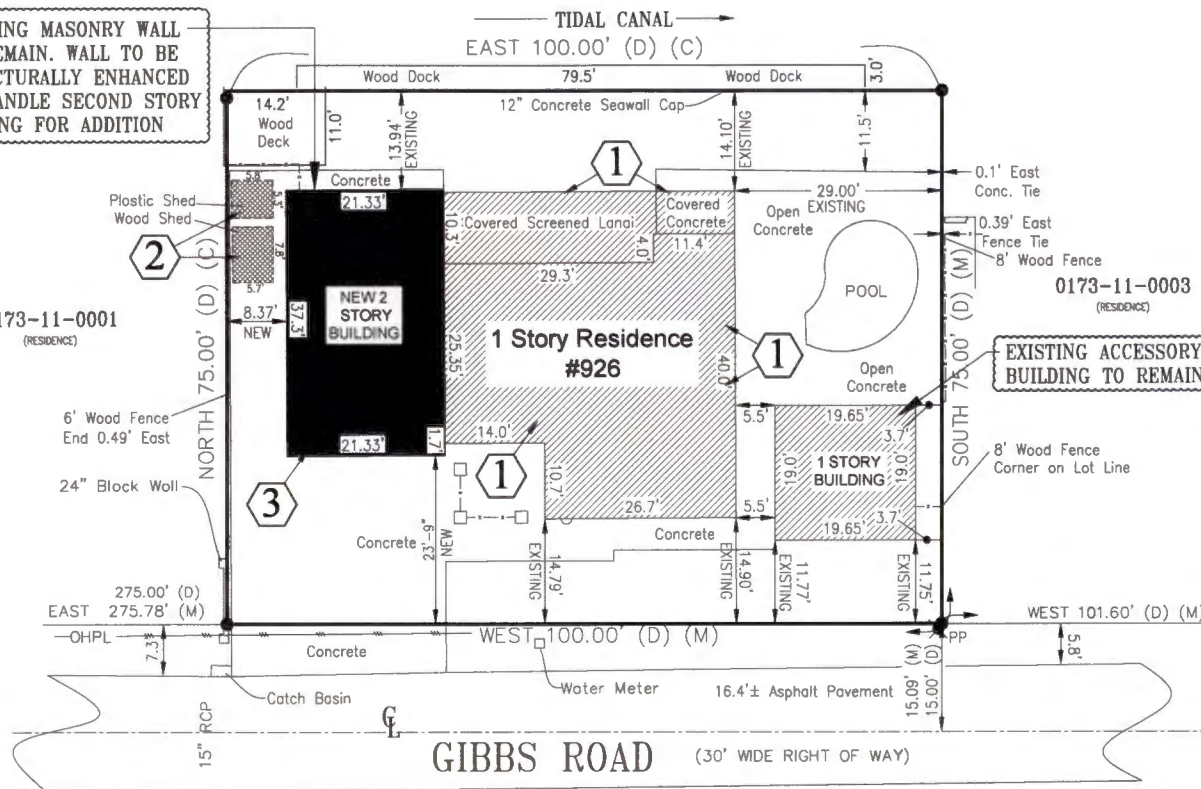 TIDAL CANAL
EAST 100.00' (D) (C)
ING MASONRY WALL
EMAIN. WALL TO BE
CTURALLY ENHANCED
ANDLE SECOND STORY
NG FOR ADDITION
Wood Dock 79.5' Wood Dock
3.0'
12" Concrete Seawall Cap
14.2'
Wood
Deck
11.0'
13.94'
EXISTING
14.10'
EXISTING
11.5'
0.1' East
Conc. Tie
Concrete
21.33'
1
29.00'
EXISTING
Open
Concrete
0.39' East
Fence Tie
8' Wood Fence
5.8'
5.3'
Plastic Shed
Wood Shed
2
7.8'
5.7'
Covered Screened Lanai
10.3'
4.0'
Covered
Concrete
11.4'
29.3'
POOL
0173-11-0003
(RESIDENCE)
173-11-0001
(RESIDENCE)
8.37'
NEW
37.3'
NEW 2
STORY
BUILDING
25.35'
1 Story Residence
#926
1
40.0'
Open
Concrete
EXISTING ACCESSORY
BUILDING TO REMAIN
NORTH 75.00' (D) (C)
SOUTH 75.00' (D) (M)
6' Wood Fence
End 0.49' East
21.33'
1.7'
14.0'
1
10.7'
26.7'
5.5'
5.5'
19.65'
3.7'
19.0'
1 STORY
BUILDING
19.0'
19.65'
3.7'
8' Wood Fence
Corner on Lot Line
24" Block Wall
3
Concrete
23'-9"
NEW
EXISTING
14.79'
Concrete
EXISTING
14.90'
EXISTING
11.77'
EXISTING
11.75'
275.00' (D)
EAST 275.78' (M)
WEST 100.00' (D) (M)
WEST 101.60' (D) (M)
OHPL
7.3'
Concrete
PP
5.8'
Catch Basin
Water Meter
16.4'± Asphalt Pavement
15.09' (M)
15.00' (D)
15" RCP
CL
GIBBS ROAD (30' WIDE RIGHT OF WAY)